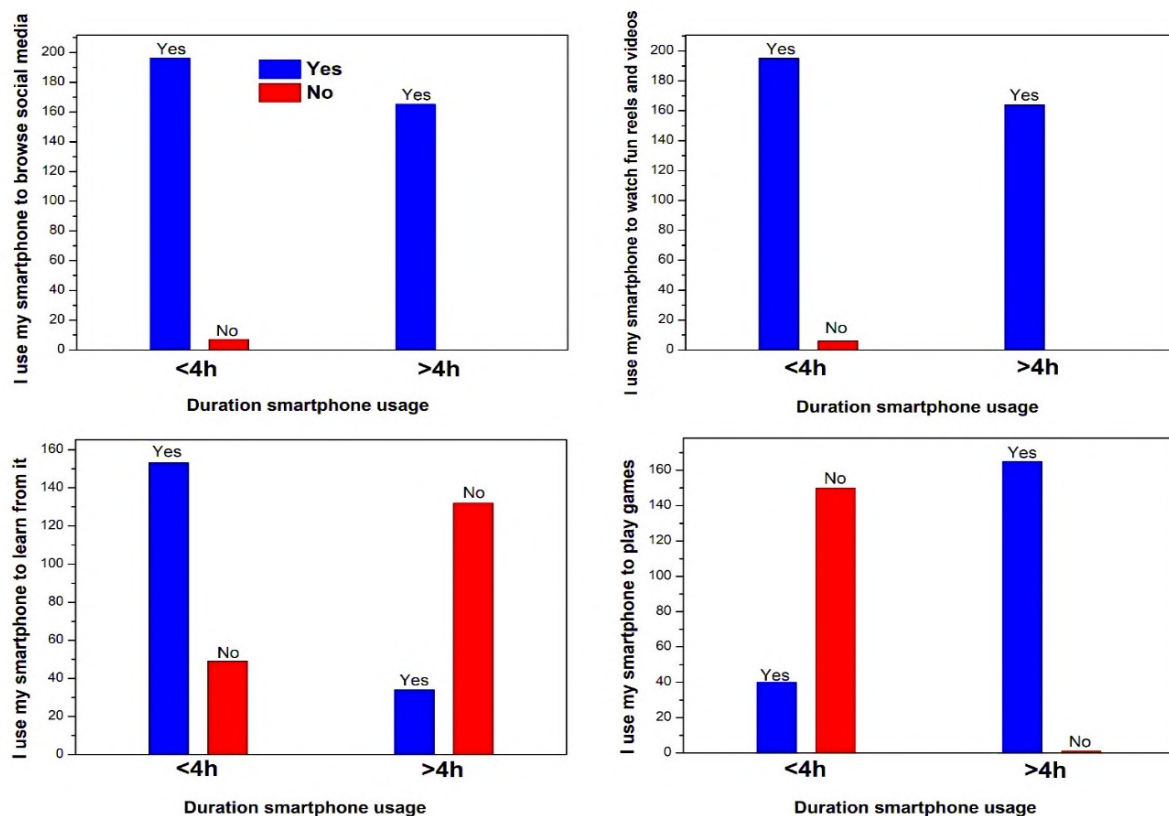 I use my smartphone to browse social media
200
180
160
140
120
100
80
60
40
20
0
Yes
No
Yes
Yes
No
<4h
>4h
Duration smartphone usage
I use my smartphone to watch fun reels and videos
200
180
160
140
120
100
80
60
40
20
0
Yes
No
Yes
<4h
>4h
Duration smartphone usage
I use my smartphone to learn from it
160
140
120
100
80
60
40
20
0
Yes
No
Yes
No
<4h
>4h
Duration smartphone usage
I use my smartphone to play games
160
140
120
100
80
60
40
20
0
Yes
No
Yes
No
<4h
>4h
Duration smartphone usage